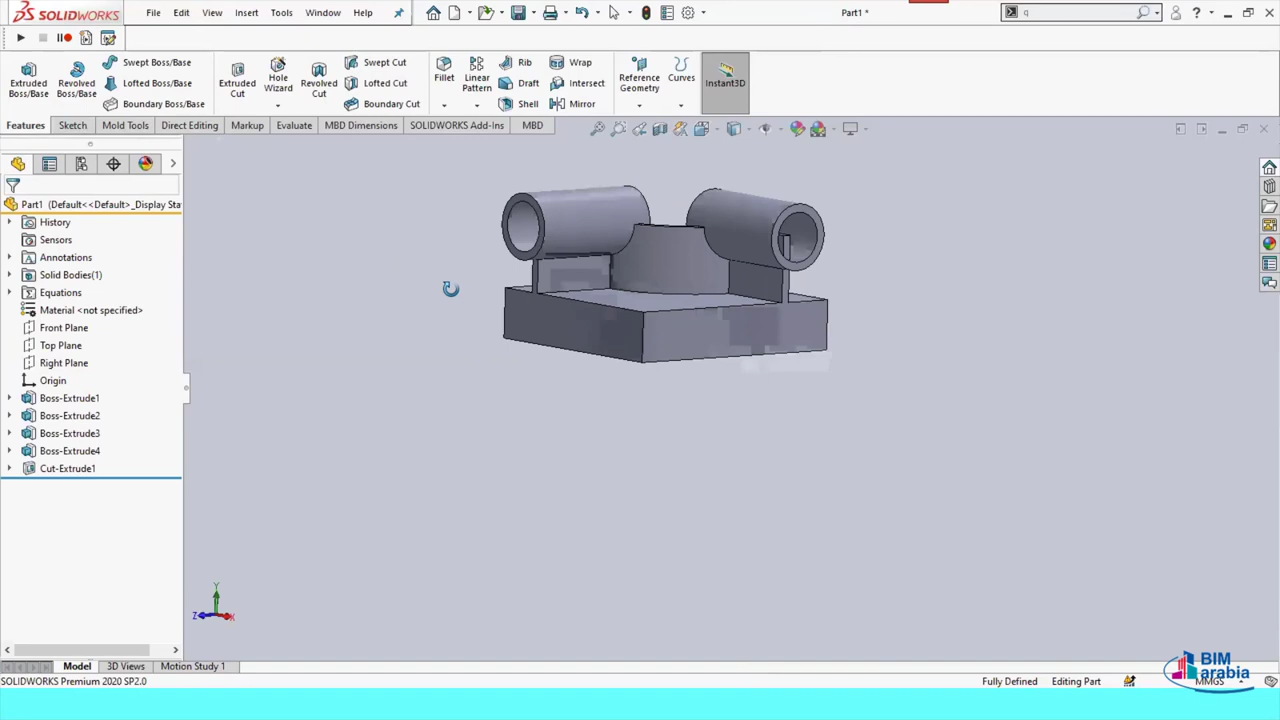 SOLIDWORKS File Edit View Insert Tools Window Help Part1 * q
Extruded Boss/Base Revolved Boss/Base Swept Boss/Base Lofted Boss/Base Boundary Boss/Base Extruded Cut Hole Wizard Revolved Cut Swept Cut Lofted Cut Boundary Cut Fillet Linear Pattern Rib Draft Shell Wrap Intersect Mirror Reference Geometry Curves Instant3D
Features Sketch Mold Tools Direct Editing Markup Evaluate MBD Dimensions SOLIDWORKS Add-Ins MBD
Part1 (Default<<Default>_Display Sta
History
Sensors
Annotations
Solid Bodies(1)
Equations
Material <not specified>
Front Plane
Top Plane
Right Plane
Origin
Boss-Extrude1
Boss-Extrude2
Boss-Extrude3
Boss-Extrude4
Cut-Extrude1
Y
Z X
Model 3D Views Motion Study 1
BIM
arabia
SOLIDWORKS Premium 2020 SP2.0 Fully Defined Editing Part MMGS